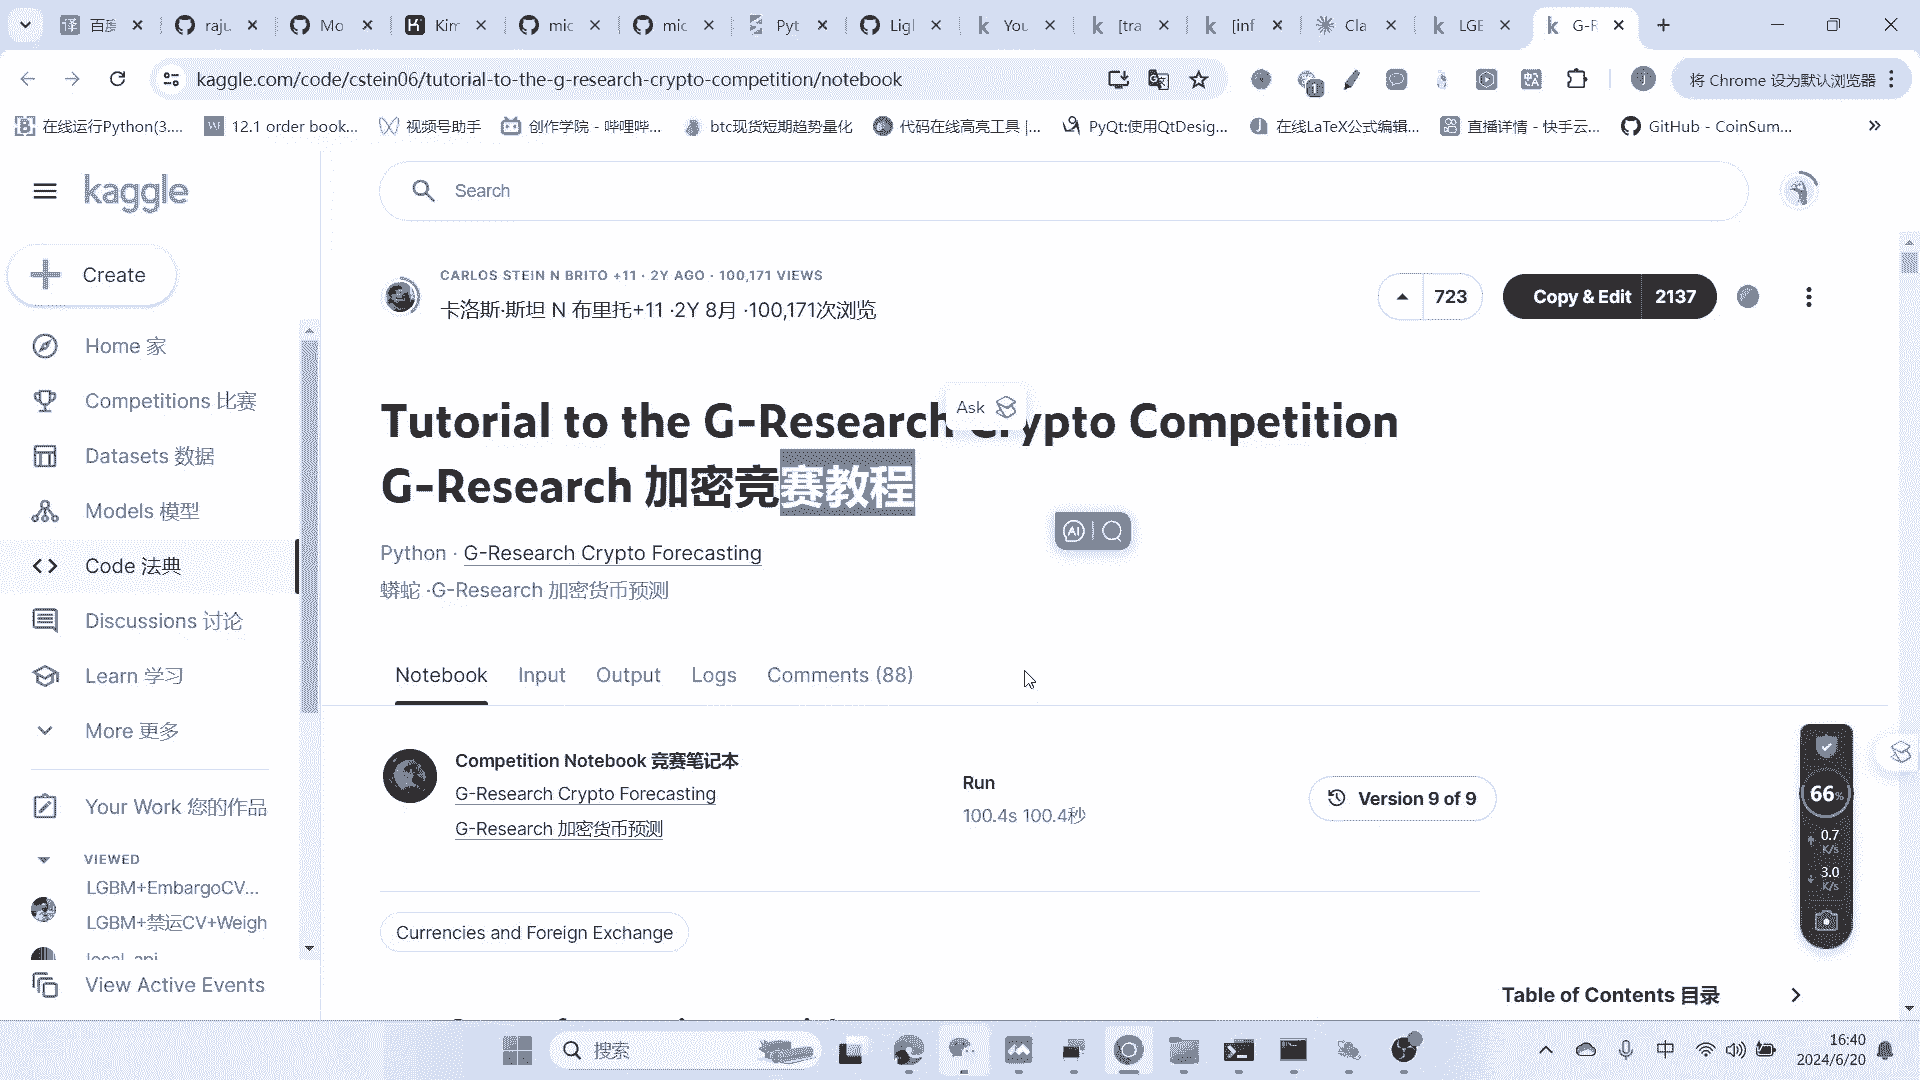 百度
raju
Mo
Kim
mic
mic
Pyt
Ligl
You
[tra
[inf
Cla
LGE
G-R
kaggle.com/code/cstein06/tutorial-to-the-g-research-crypto-competition/notebook
1
j
将 Chrome 设为默认浏览器
在线运行Python(3....
12.1 order book...
视频号助手
创作学院 - 哔哩哔...
btc现货短期趋势量化
代码在线高亮工具 |...
PyQt:使用QtDesig...
在线LaTeX公式编辑...
直播详情 - 快手云...
GitHub - CoinSum...
kaggle
Search
Create
Home 家
Competitions 比赛
Datasets 数据
Models 模型
Code 法典
Discussions 讨论
Learn 学习
More 更多
Your Work 您的作品
VIEWED
LGBM+EmbargoCV...
LGBM+禁运CV+Weigh
View Active Events
CARLOS STEIN N BRITO +11 · 2Y AGO · 100,171 VIEWS
卡洛斯·斯坦 N 布里托+11 ·2Y 8月 ·100,171次浏览
723
Copy & Edit 2137
Tutorial to the G-Research Crypto Competition
Ask
G-Research 加密竞赛教程
AI
Python · G-Research Crypto Forecasting
蟒蛇 ·G-Research 加密货币预测
Notebook
Input
Output
Logs
Comments (88)
Competition Notebook 竞赛笔记本
G-Research Crypto Forecasting
G-Research 加密货币预测
Run
100.4s 100.4秒
Version 9 of 9
66%
0.7
K/s
3.0
K/s
Currencies and Foreign Exchange
Table of Contents 目录
搜索
中
16:40
2024/6/20